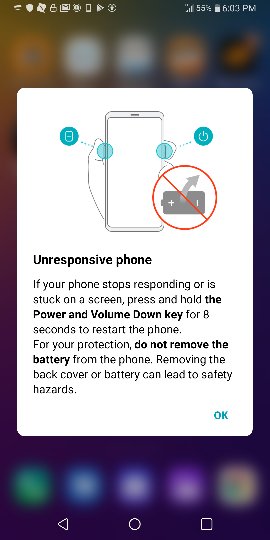 55% 6:03 PM
Unresponsive phone
If your phone stops responding or is
stuck on a screen, press and hold the
Power and Volume Down key for 8
seconds to restart the phone.
For your protection, do not remove the
battery from the phone. Removing the
back cover or battery can lead to safety
hazards.
OK